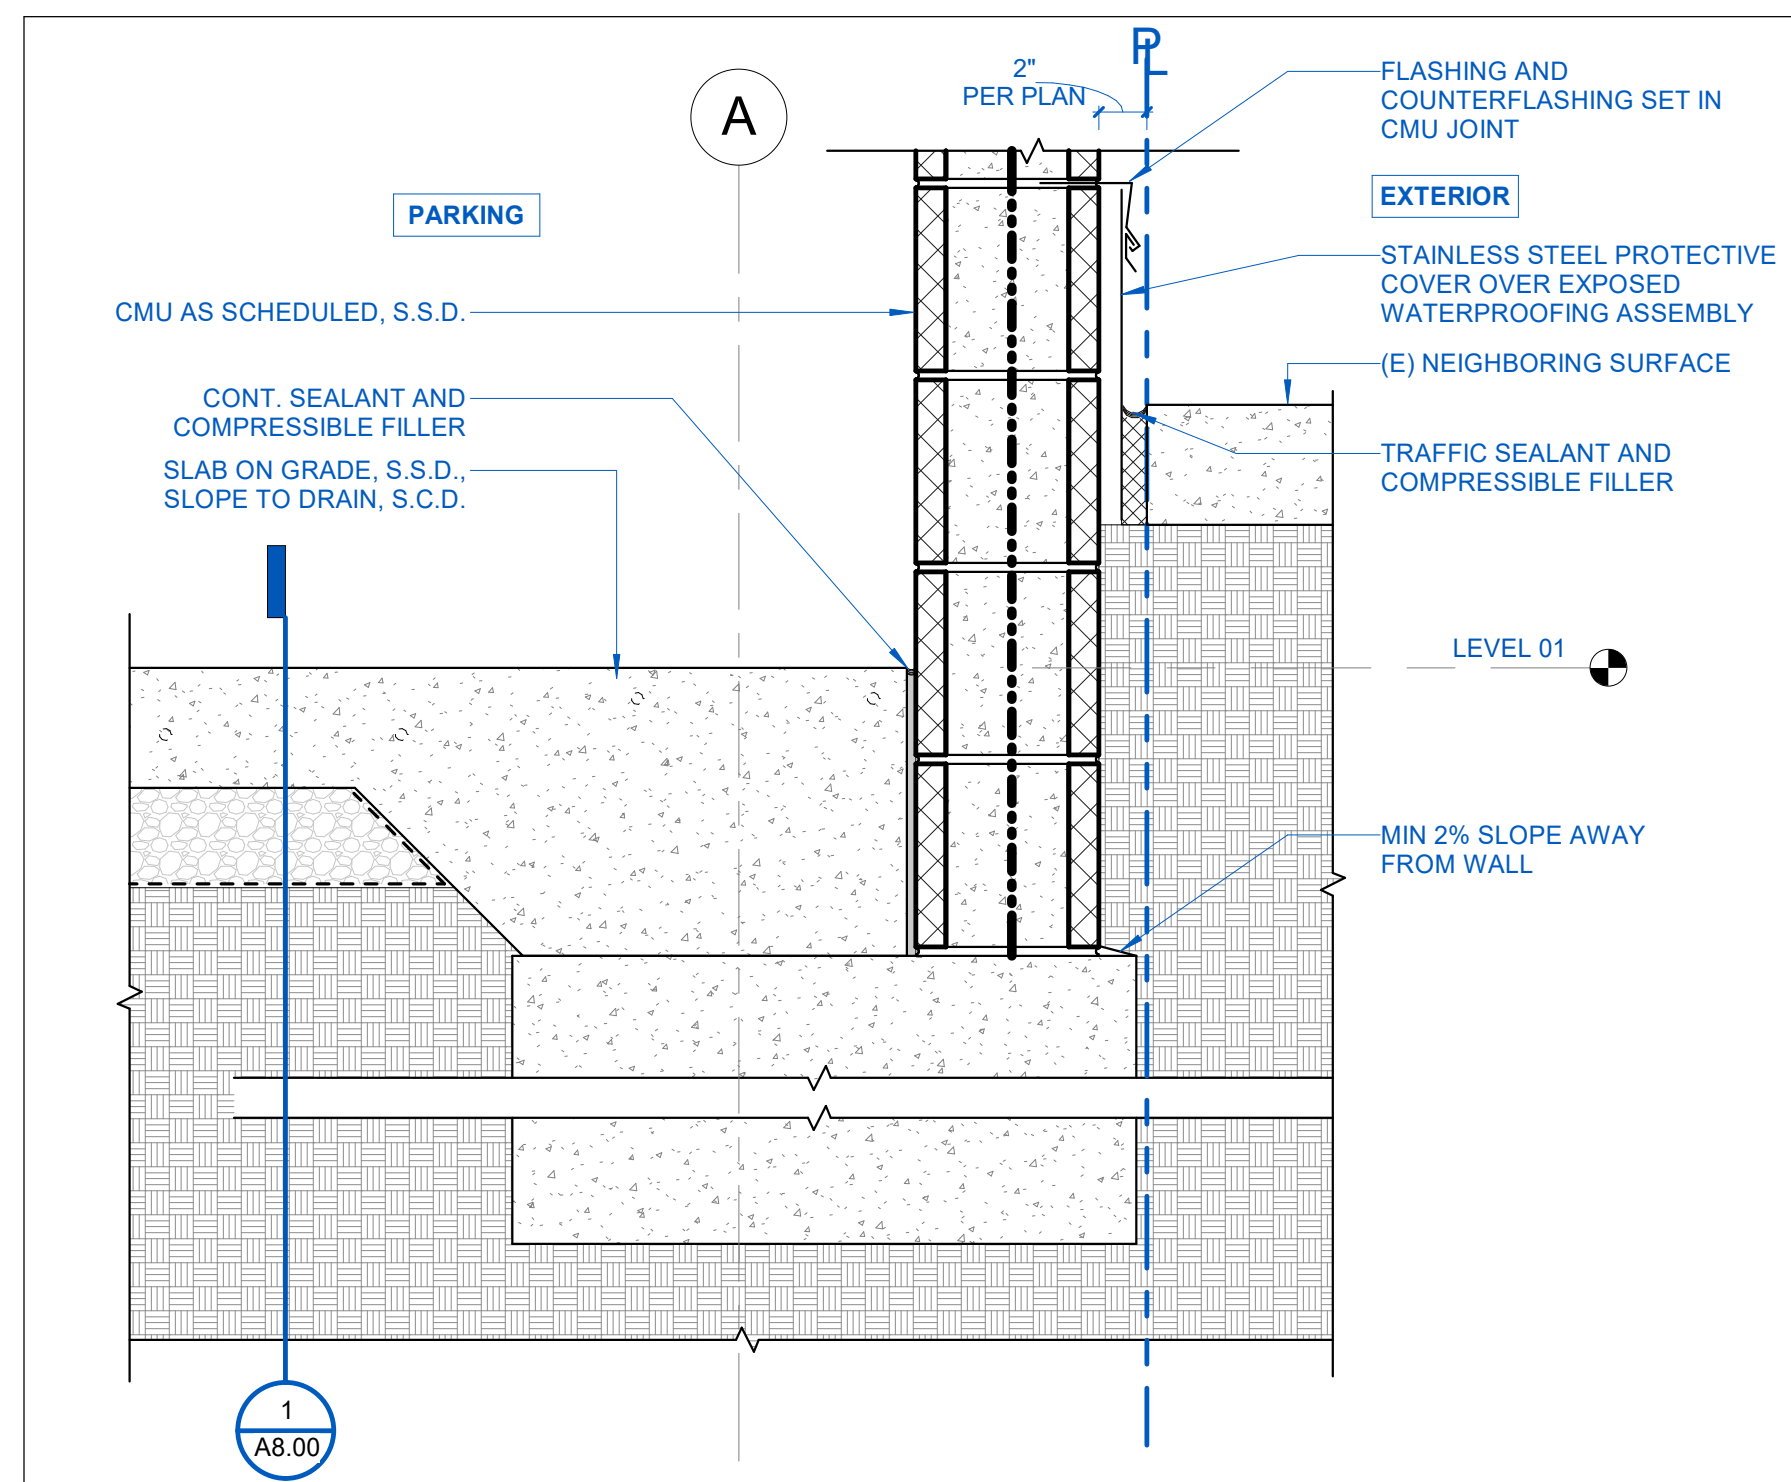 PL
2"
PER PLAN
A
FLASHING AND
COUNTERFLASHING SET IN
CMU JOINT
PARKING
EXTERIOR
STAINLESS STEEL PROTECTIVE
COVER OVER EXPOSED
WATERPROOFING ASSEMBLY
CMU AS SCHEDULED, S.S.D.
(E) NEIGHBORING SURFACE
CONT. SEALANT AND
COMPRESSIBLE FILLER
TRAFFIC SEALANT AND
COMPRESSIBLE FILLER
SLAB ON GRADE, S.S.D.,
SLOPE TO DRAIN, S.C.D.
LEVEL 01
MIN 2% SLOPE AWAY
FROM WALL
1
A8.00